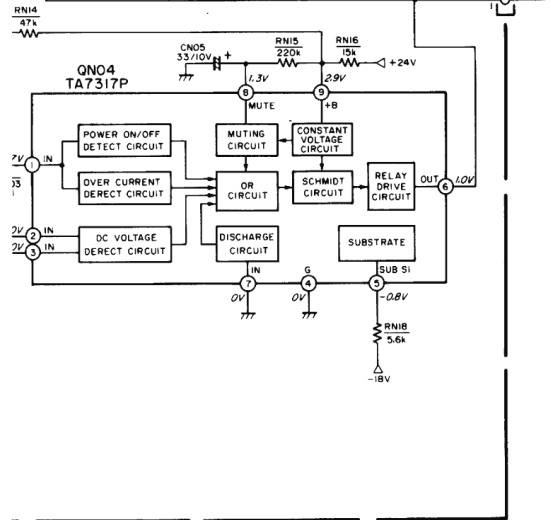 RN14
47k
1
CN05
33/10V
+
RN15
220k
RN16
15k
+24V
QN04
TA7317P
1.3V
2.9V
8
9
MUTE
+B
POWER ON/OFF
DETECT CIRCUIT
MUTING
CIRCUIT
CONSTANT
VOLTAGE
CIRCUIT
1
IN
OVER CURRENT
DERECT CIRCUIT
OR
CIRCUIT
SCHMIDT
CIRCUIT
RELAY
DRIVE
CIRCUIT
OUT
6
1.0V
2
IN
3
IN
DC VOLTAGE
DERECT CIRCUIT
DISCHARGE
CIRCUIT
SUBSTRATE
IN
G
SUB Si
7
4
5
0V
0V
-0.8V
RN18
5.6k
-18V